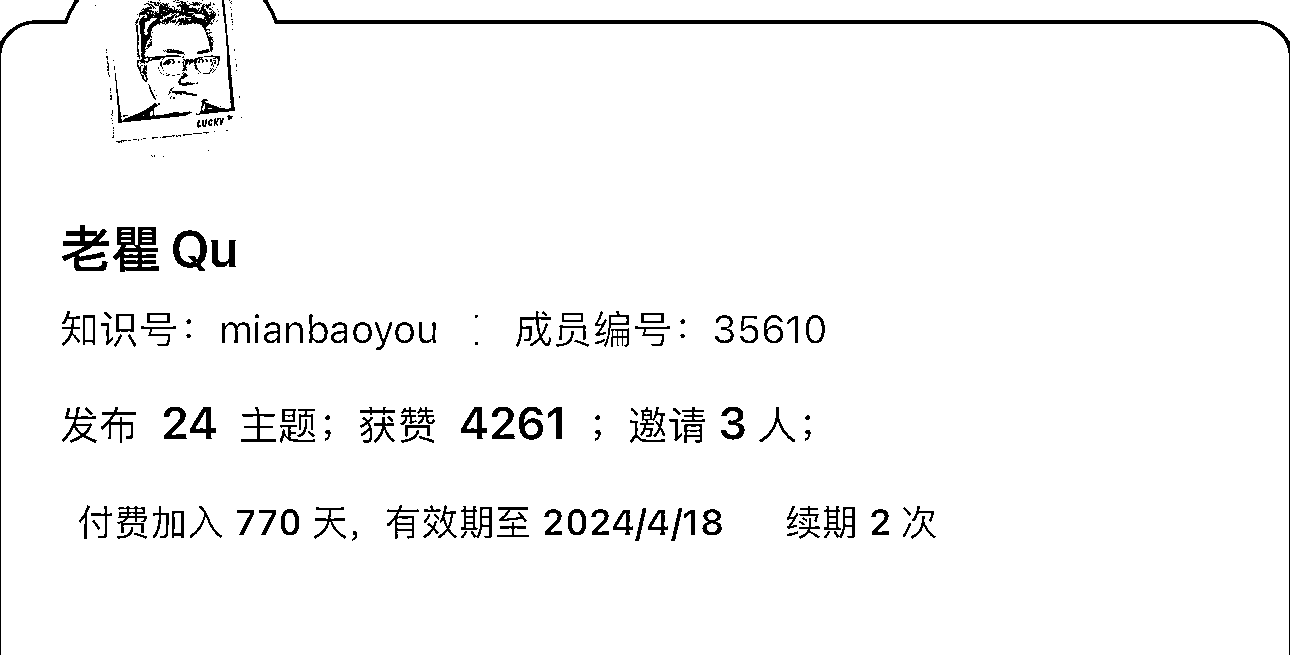 LUCKY
老瞿 Qu
知识号：mianbaoyou ： 成员编号：35610
发布 24 主题；获赞 4261 ；邀请 3 人；
付费加入 770 天，有效期至 2024/4/18 续期 2 次